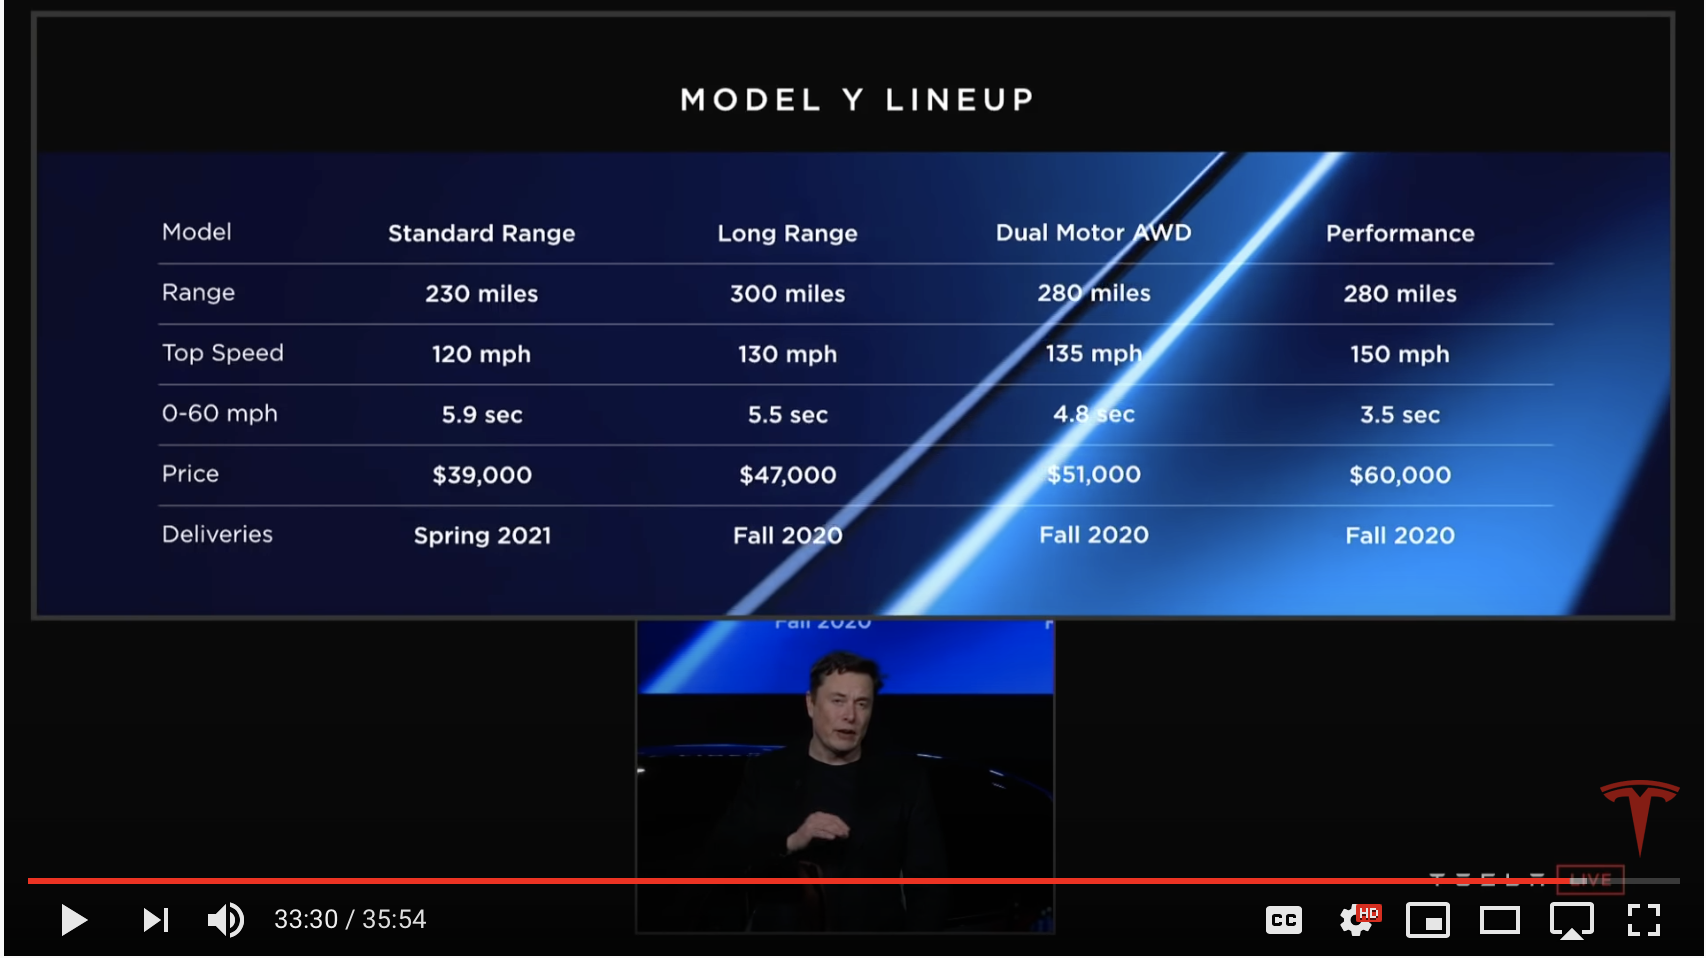 MODEL Y LINEUP
Model Standard Range Long Range Dual Motor AWD Performance
Range 230 miles 300 miles 280 miles 280 miles
Top Speed 120 mph 130 mph 135 mph 150 mph
0-60 mph 5.9 sec 5.5 sec 4.8 sec 3.5 sec
Price $39,000 $47,000 $51,000 $60,000
Deliveries Spring 2021 Fall 2020 Fall 2020 Fall 2020
Fall 2020 F
TESLA LIVE
33:30 / 35:54 CC HD